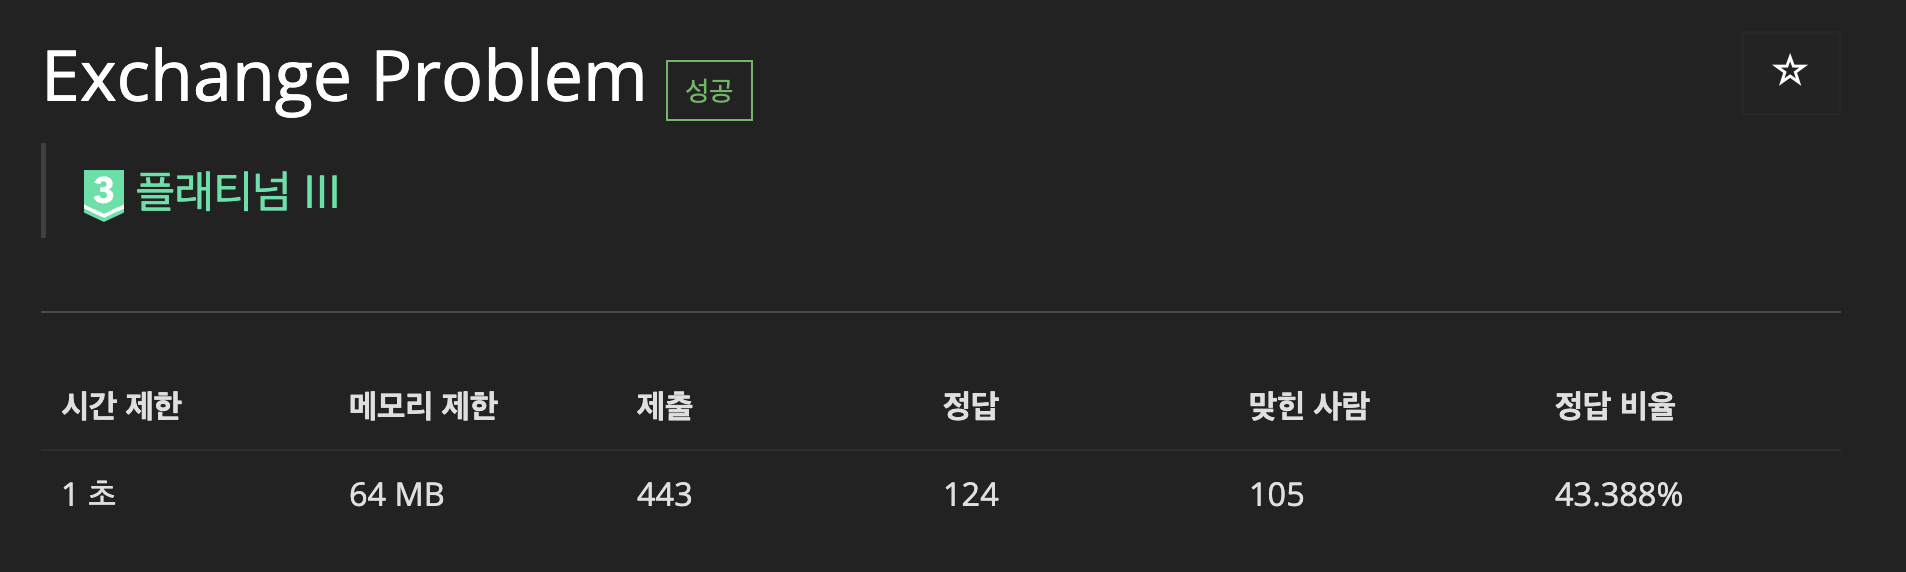 Exchange Problem 성공
3 플래티넘 III
시간 제한 메모리 제한 제출 정답 맞힌 사람 정답 비율
1 초 64 MB 443 124 105 43.388%